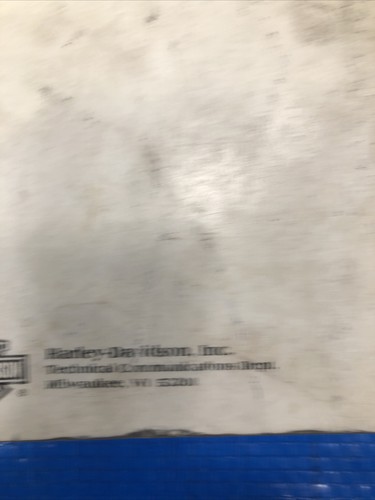 Harley-Davidson, Inc.
Technical Communications Dept.
Milwaukee, WI 53201
®